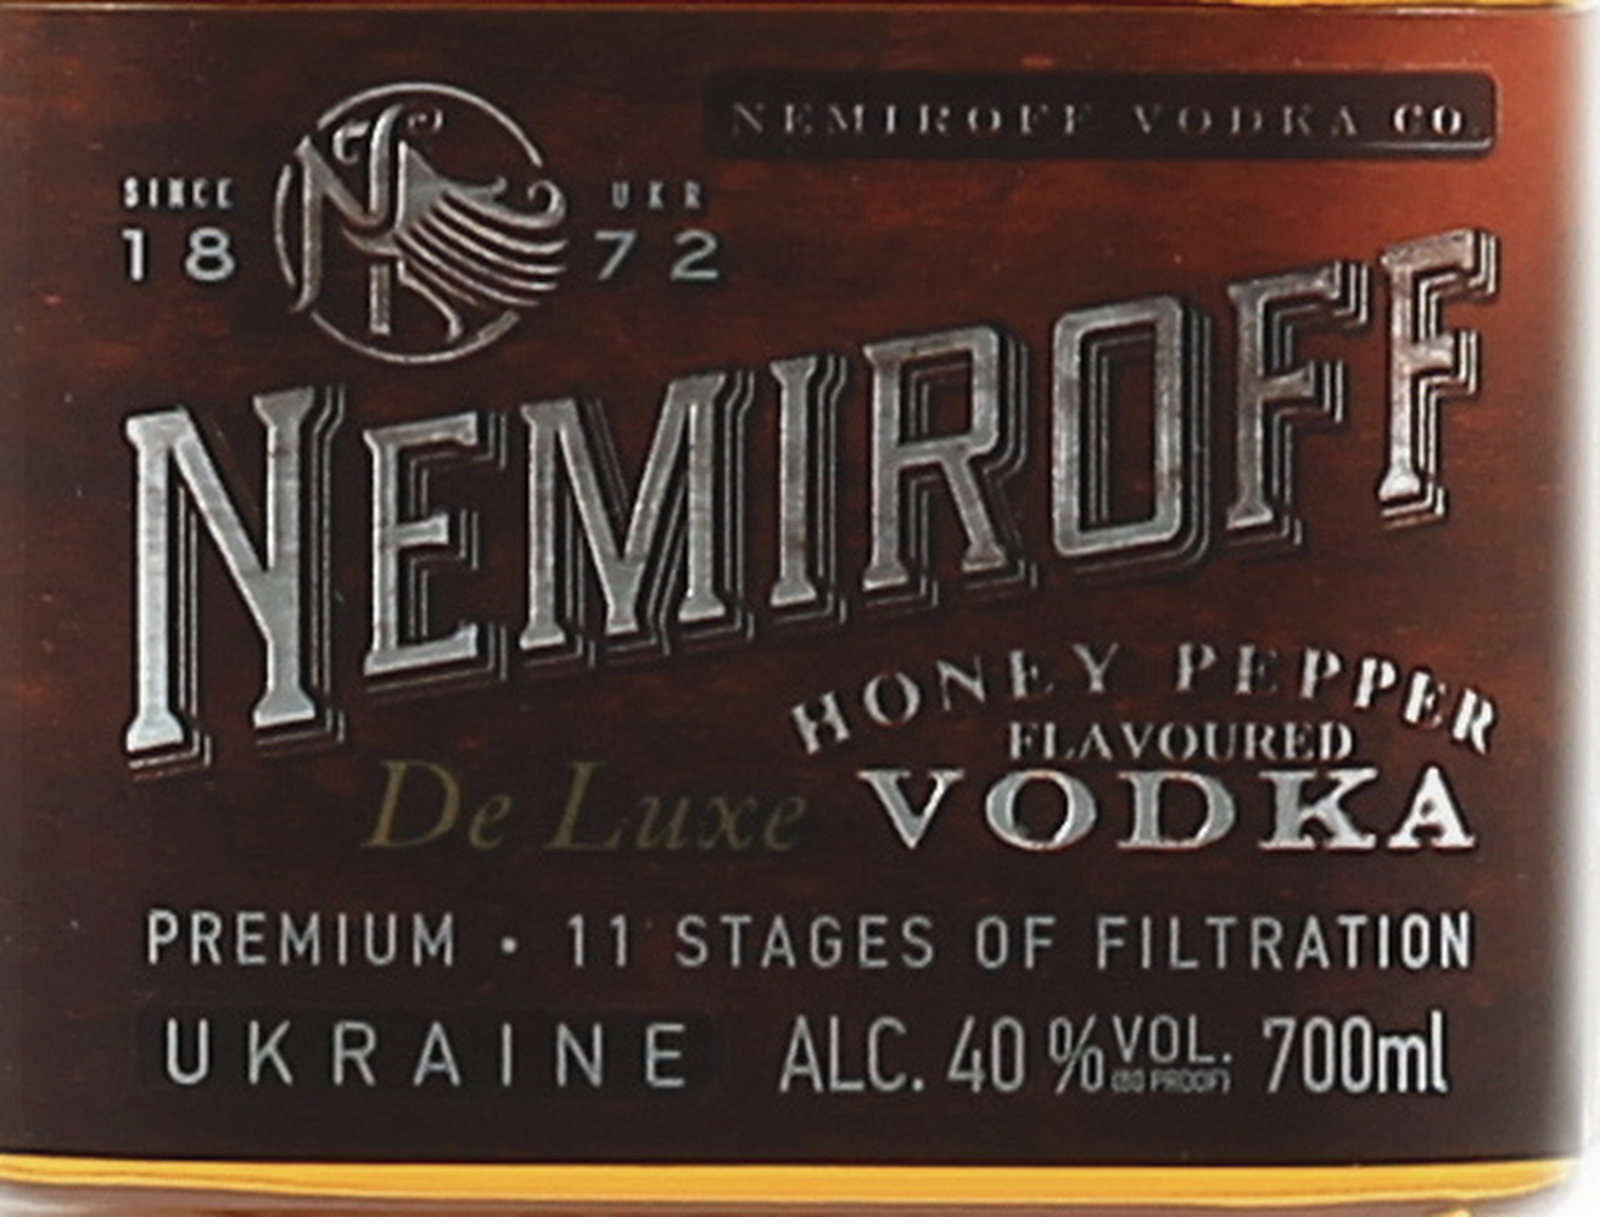 NEMIROFF VODKA CO.
SINCE UKR
18 72
NEMIROFF
HONEY PEPPER
FLAVOURED
De Luxe VODKA
PREMIUM · 11 STAGES OF FILTRATION
UKRAINE ALC. 40 % VOL. 700ml
(80 PROOF)